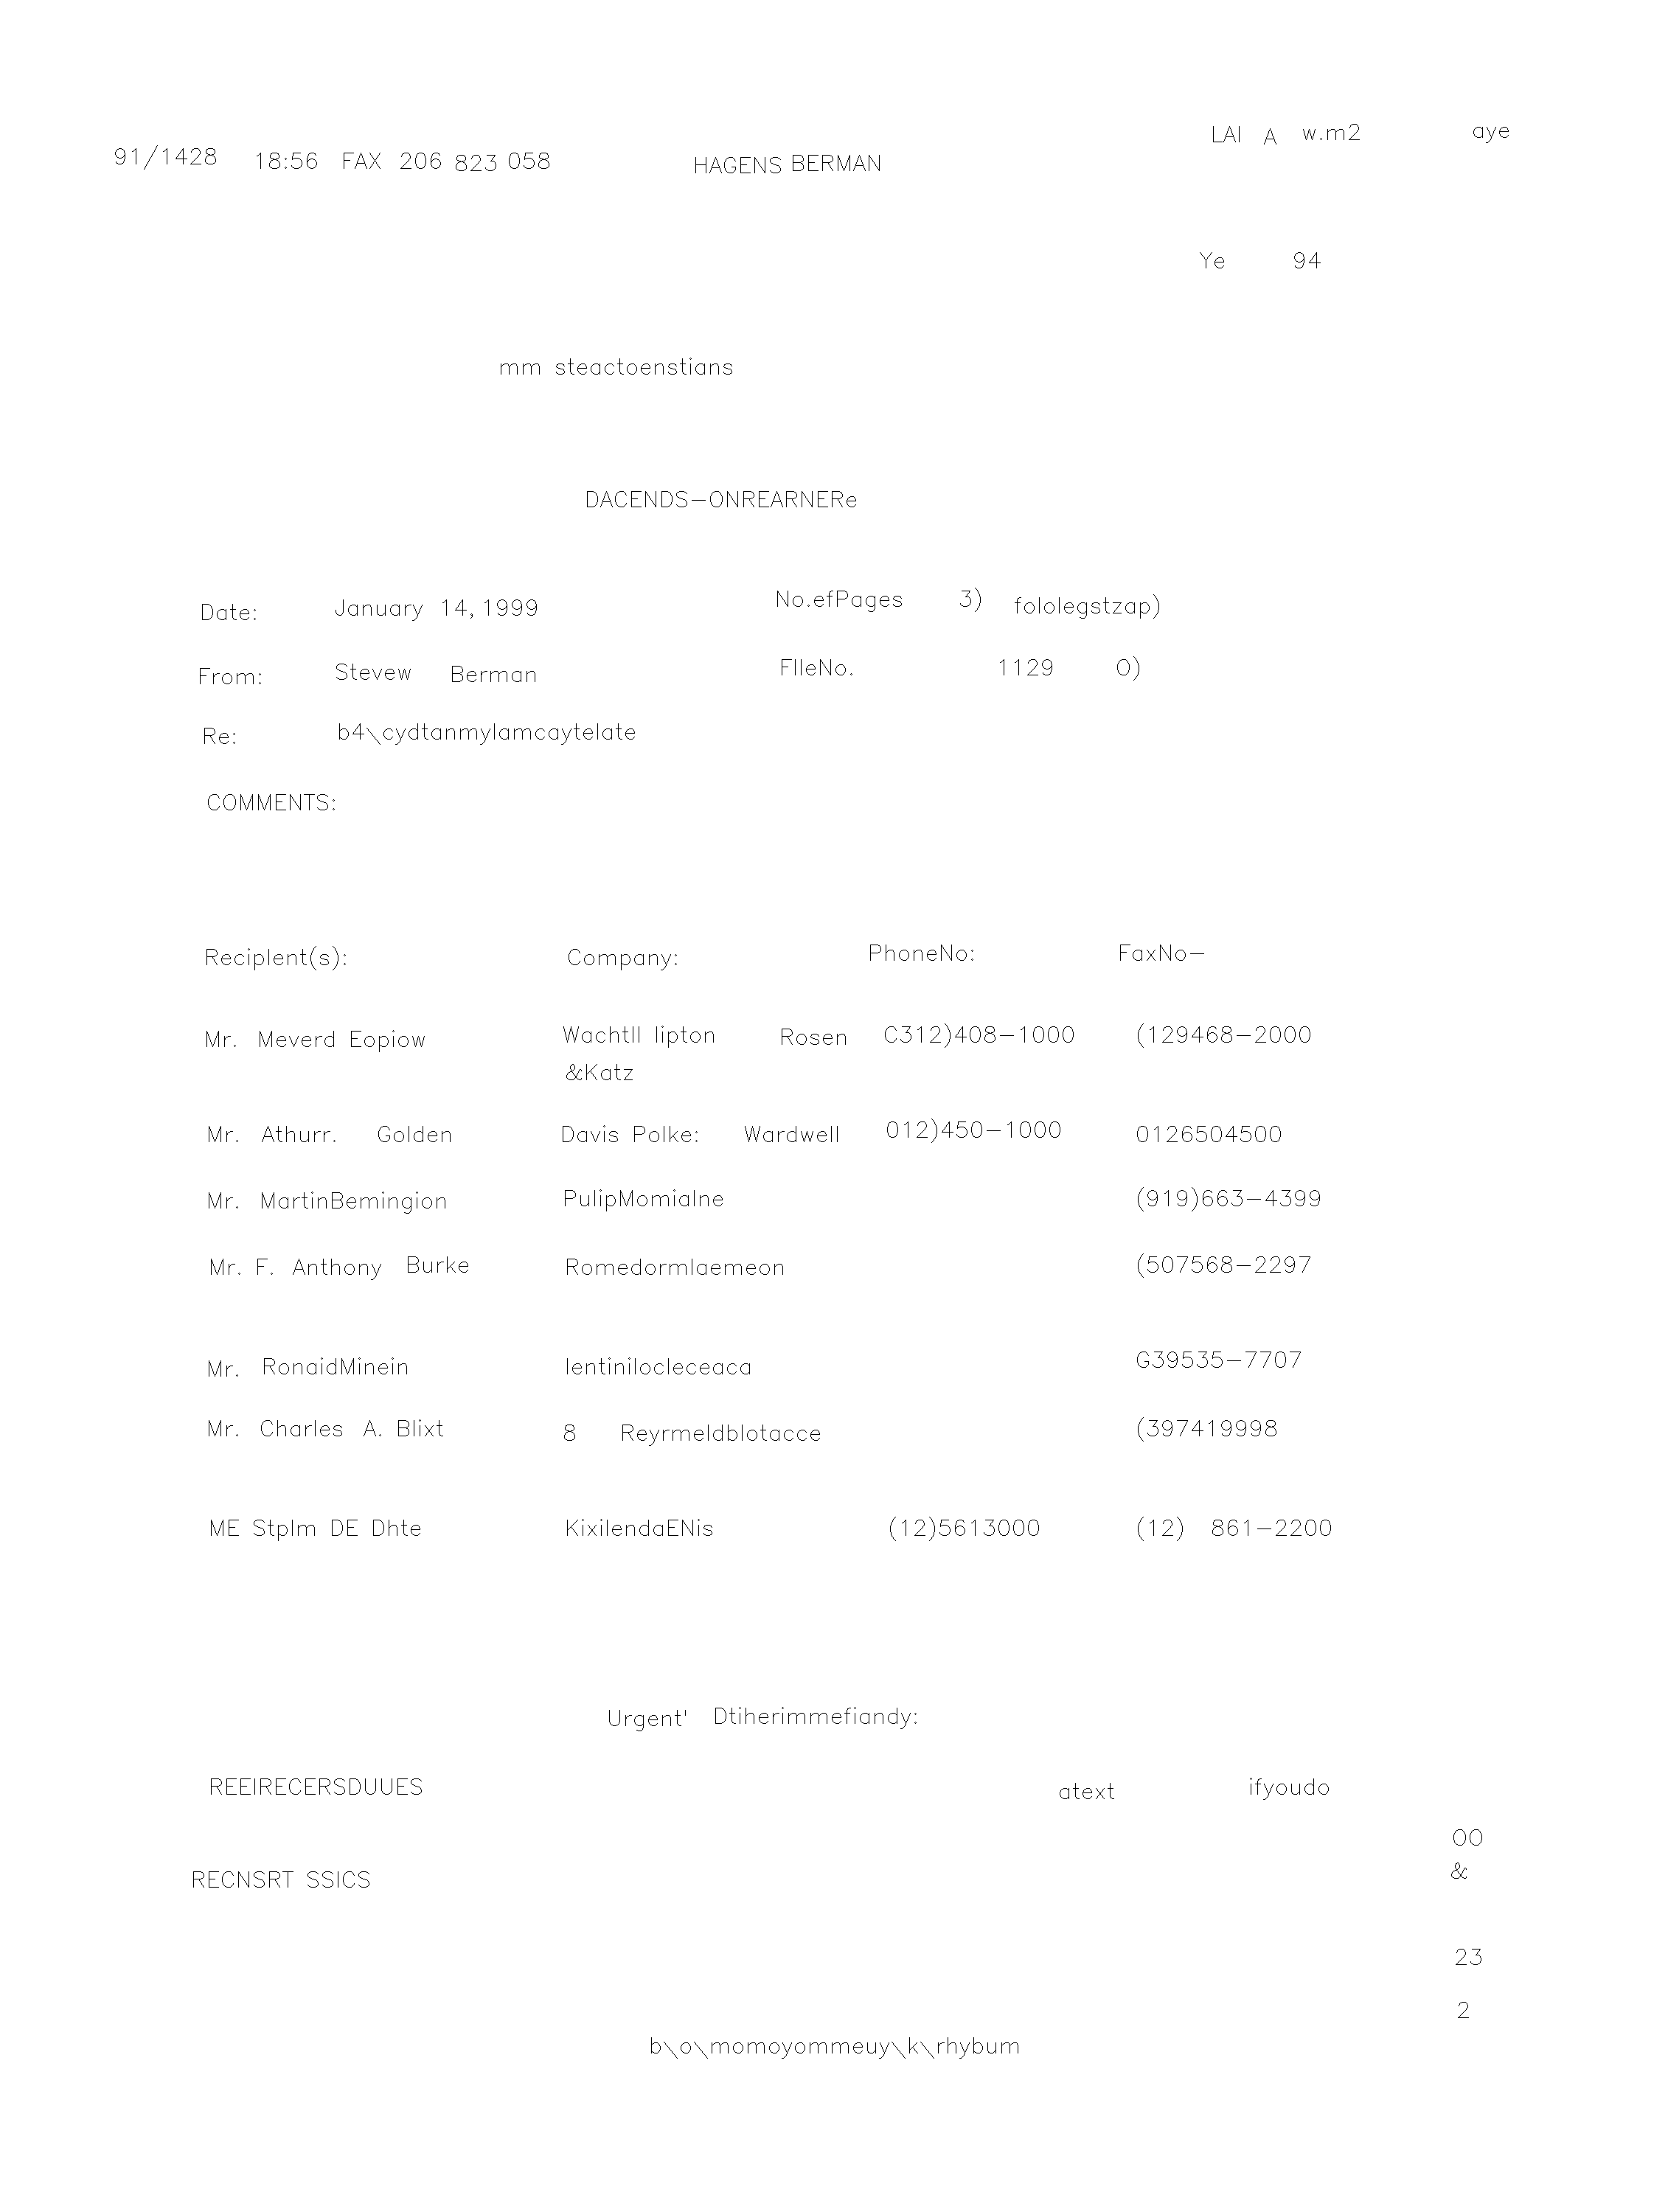 LAI A w.m2 aye
91/1428 18:56 FAX 206 823 058 HAGENS BERMAN
Ye 94
mm steactoenstians
DACENDS-ONREARNERe
Date: January 14, 1999 No.efPages 3) fololegstzap)
From: Stevew Berman FIleNo. 1129 O)
Re: b4\cydtanmylamcaytelate
COMMENTS:
Reciplent(s): Company: PhoneNo: FaxNo-
Mr. Meverd Eopiow Wachtll lipton Rosen C312)408-1000 (129468-2000
&Katz
Mr. Athurr. Golden Davis Polke: Wardwell 012)450-1000 0126504500
Mr. MartinBemingion PulipMomialne (919)663-4399
Mr. F. Anthony Burke Romedormlaemeon (507568-2297
Mr. RonaidMinein lentinilocleceaca G39535-7707
Mr. Charles A. Blixt 8 Reyrmeldblotacce (397419998
ME Stplm DE Dhte KixilendaENis (12)5613000 (12) 861-2200
Urgent' Dtiherimmefiandy:
REEIRECERSDUUES atext ifyoudo
OO
&
RECNSRT SSICS
23
2
b\o\momoyommeuy\k\rhybum